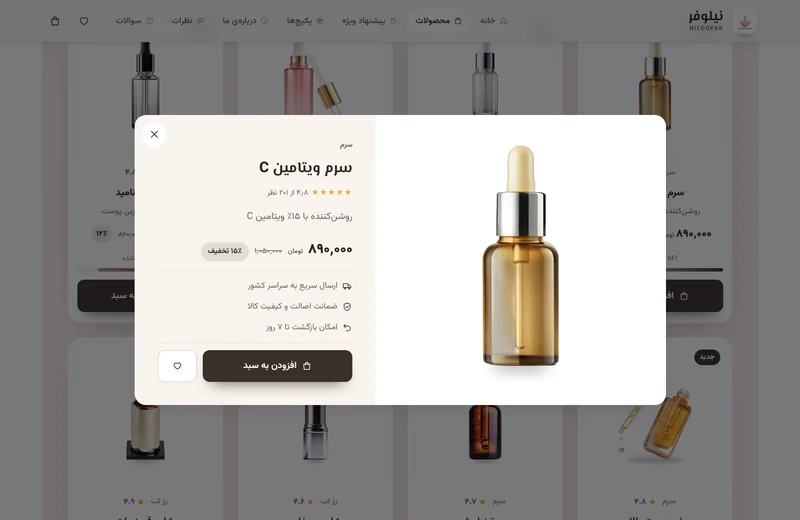 نیلوفر
NILOOFAR
خانه
محصولات
پیشنهاد ویژه
پکیج‌ها
درباره‌ی ما
نظرات
سوالات
سرم
سرم ویتامین C
★★★★★ ۴٫۸ از ۲۰۱ نظر
روشن‌کننده با ۱۵٪ ویتامین C
۸۹۰,۰۰۰ تومان ۱,۰۵۰,۰۰۰ ۱۵٪ تخفیف
ارسال سریع به سراسر کشور
ضمانت اصالت و کیفیت کالا
امکان بازگشت تا ۷ روز
افزودن به سبد
۷۹۰,۰۰۰
۱۲٪
جدید
سرم ★ ۴.۸
سرم ★ ۴.۷
رژ لب ★ ۴.۶
رژ لب ★ ۴.۹